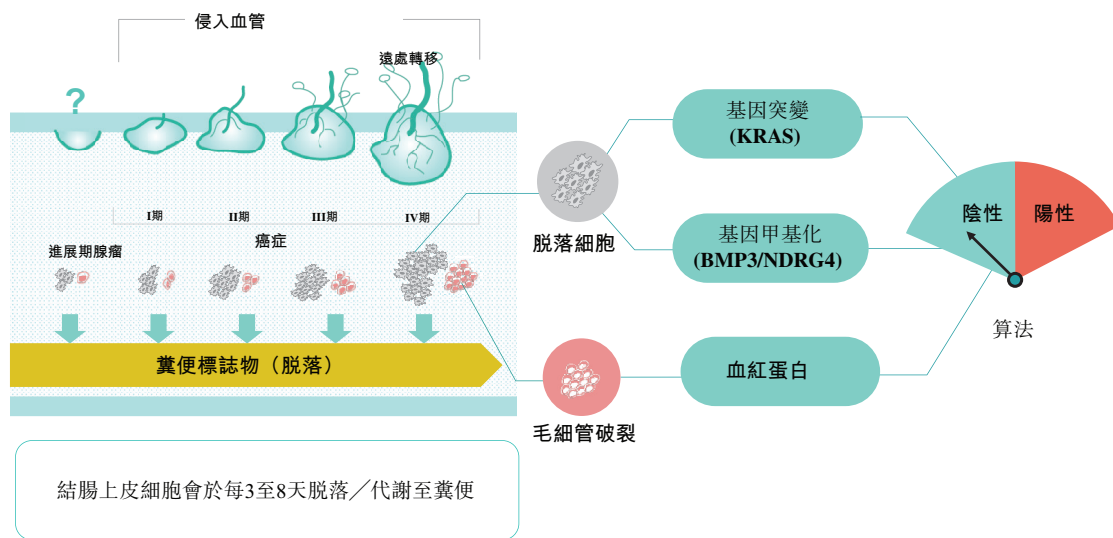 侵入血管
遠處轉移
?
I期
II期
III期
IV期
進展期腺瘤
癌症
糞便標誌物（脱落）
結腸上皮細胞會於每3至8天脱落／代謝至糞便
脱落細胞
毛細管破裂
基因突變
(KRAS)
基因甲基化
(BMP3/NDRG4)
血紅蛋白
陰性
陽性
算法